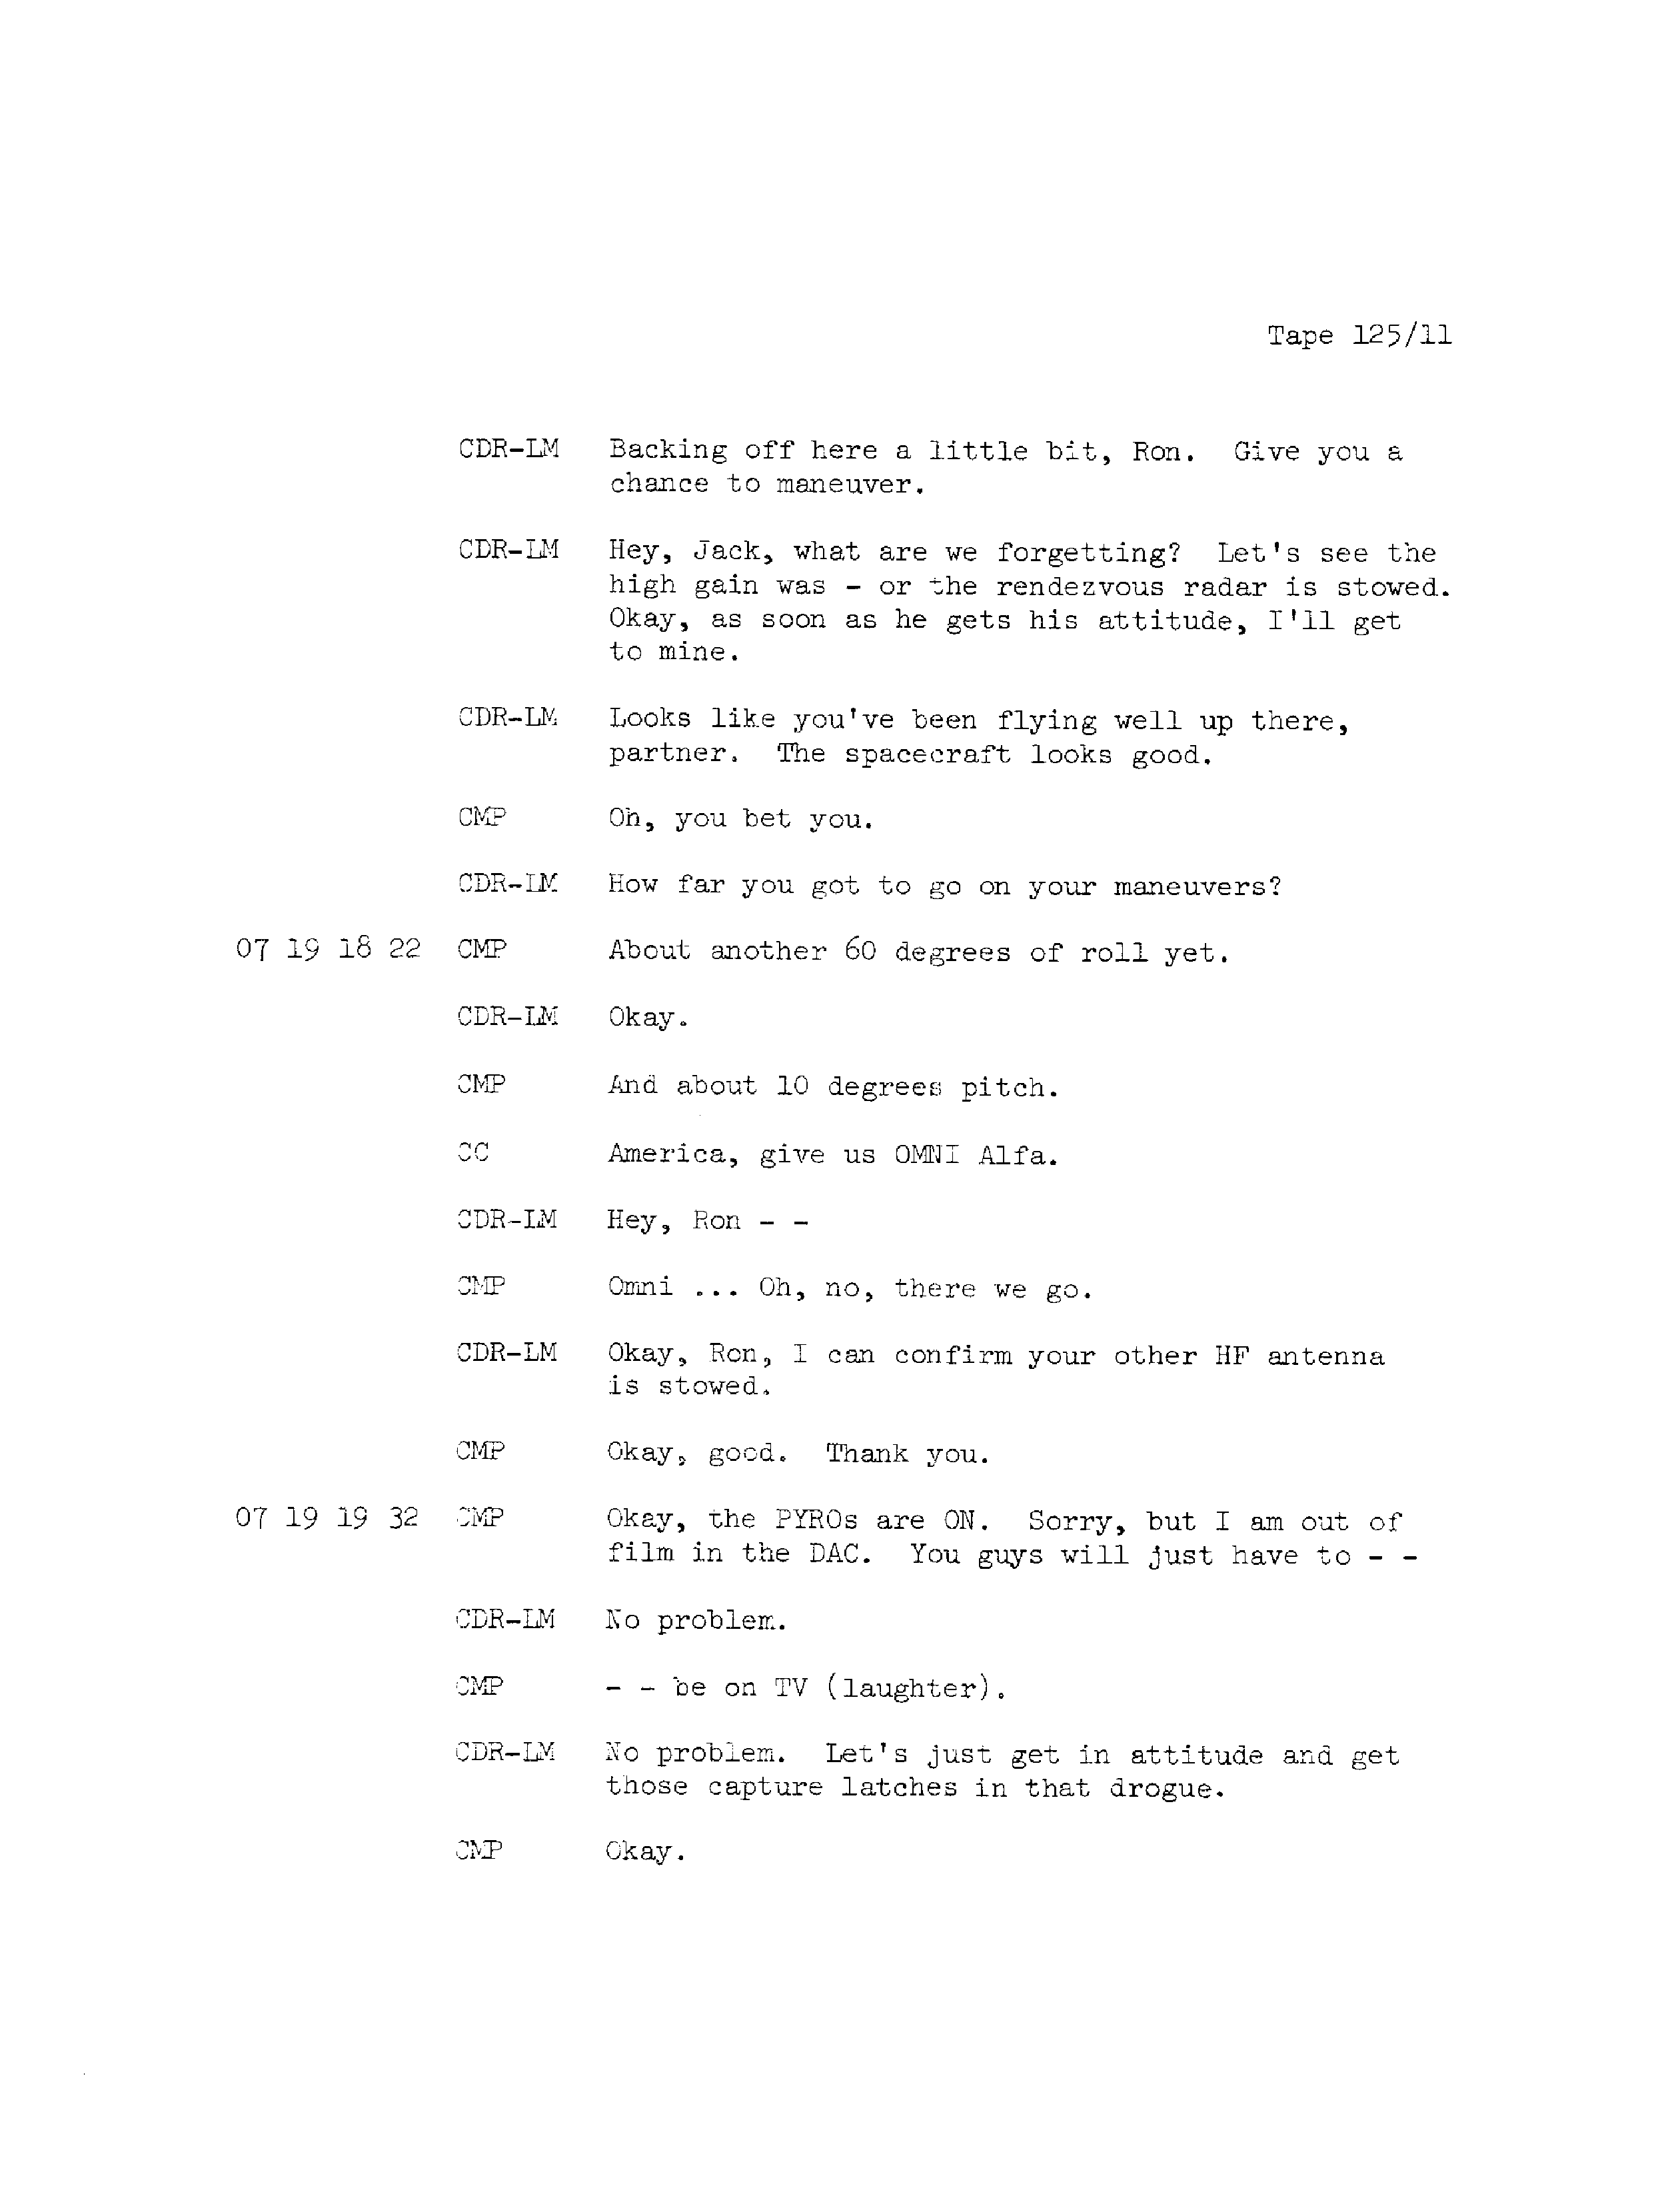 Tape 125/11
CDR-LM Backing off here a little bit, Ron. Give you a
chance to maneuver.
CDR-LM Hey, Jack, what are we forgetting? Let's see the
high gain was - or the rendezvous radar is stowed.
Okay, as soon as he gets his attitude, I'll get
to mine.
CDR-LM Looks like you've been flying well up there,
partner. The spacecraft looks good.
CMP Oh, you bet you.
CDR-LM How far you got to go on your maneuvers?
07 19 18 22 CMP About another 60 degrees of roll yet.
CDR-LM Okay.
CMP And about 10 degrees pitch.
CC America, give us OMNI Alfa.
CDR-LM Hey, Ron - -
CMP Omni ... Oh, no, there we go.
CDR-LM Okay, Ron, I can confirm your other HF antenna
is stowed.
CMP Okay, good. Thank you.
07 19 19 32 CMP Okay, the PYROs are ON. Sorry, but I am out of
film in the DAC. You guys will just have to - -
CDR-LM No problem.
CMP - - be on TV (laughter).
CDR-LM No problem. Let's just get in attitude and get
those capture latches in that drogue.
CMP Okay.